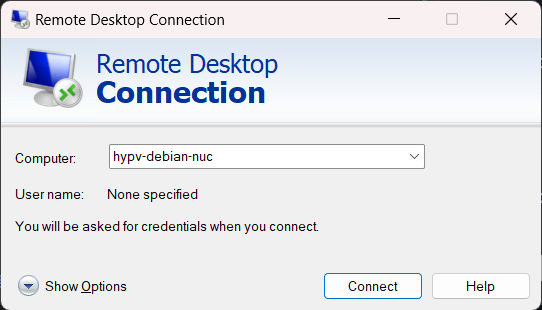 Remote Desktop Connection
Remote Desktop
Connection
Computer: hypv-debian-nuc
User name: None specified
You will be asked for credentials when you connect.
Show Options Connect Help